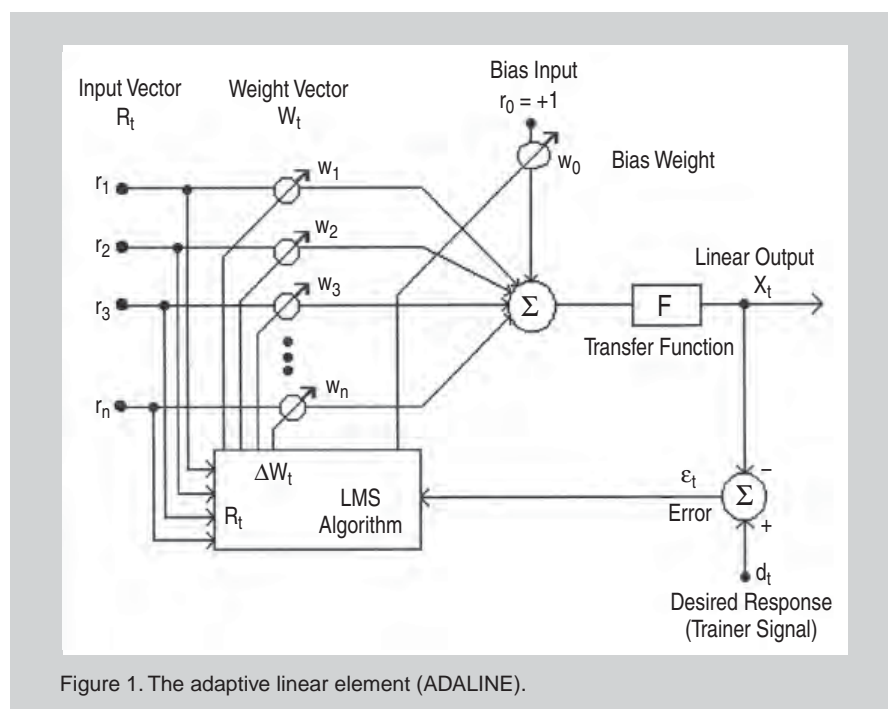 Bias Input
r0 = +1
Input Vector
Rt
Weight Vector
Wt
w0
Bias Weight
r1
w1
r2
w2
r3
w3
rn
wn
Σ
F
Transfer Function
Linear Output
Xt
ΔWt
Rt
LMS
Algorithm
εt
Error
−
Σ
+
dt
Desired Response
(Trainer Signal)
Figure 1. The adaptive linear element (ADALINE).